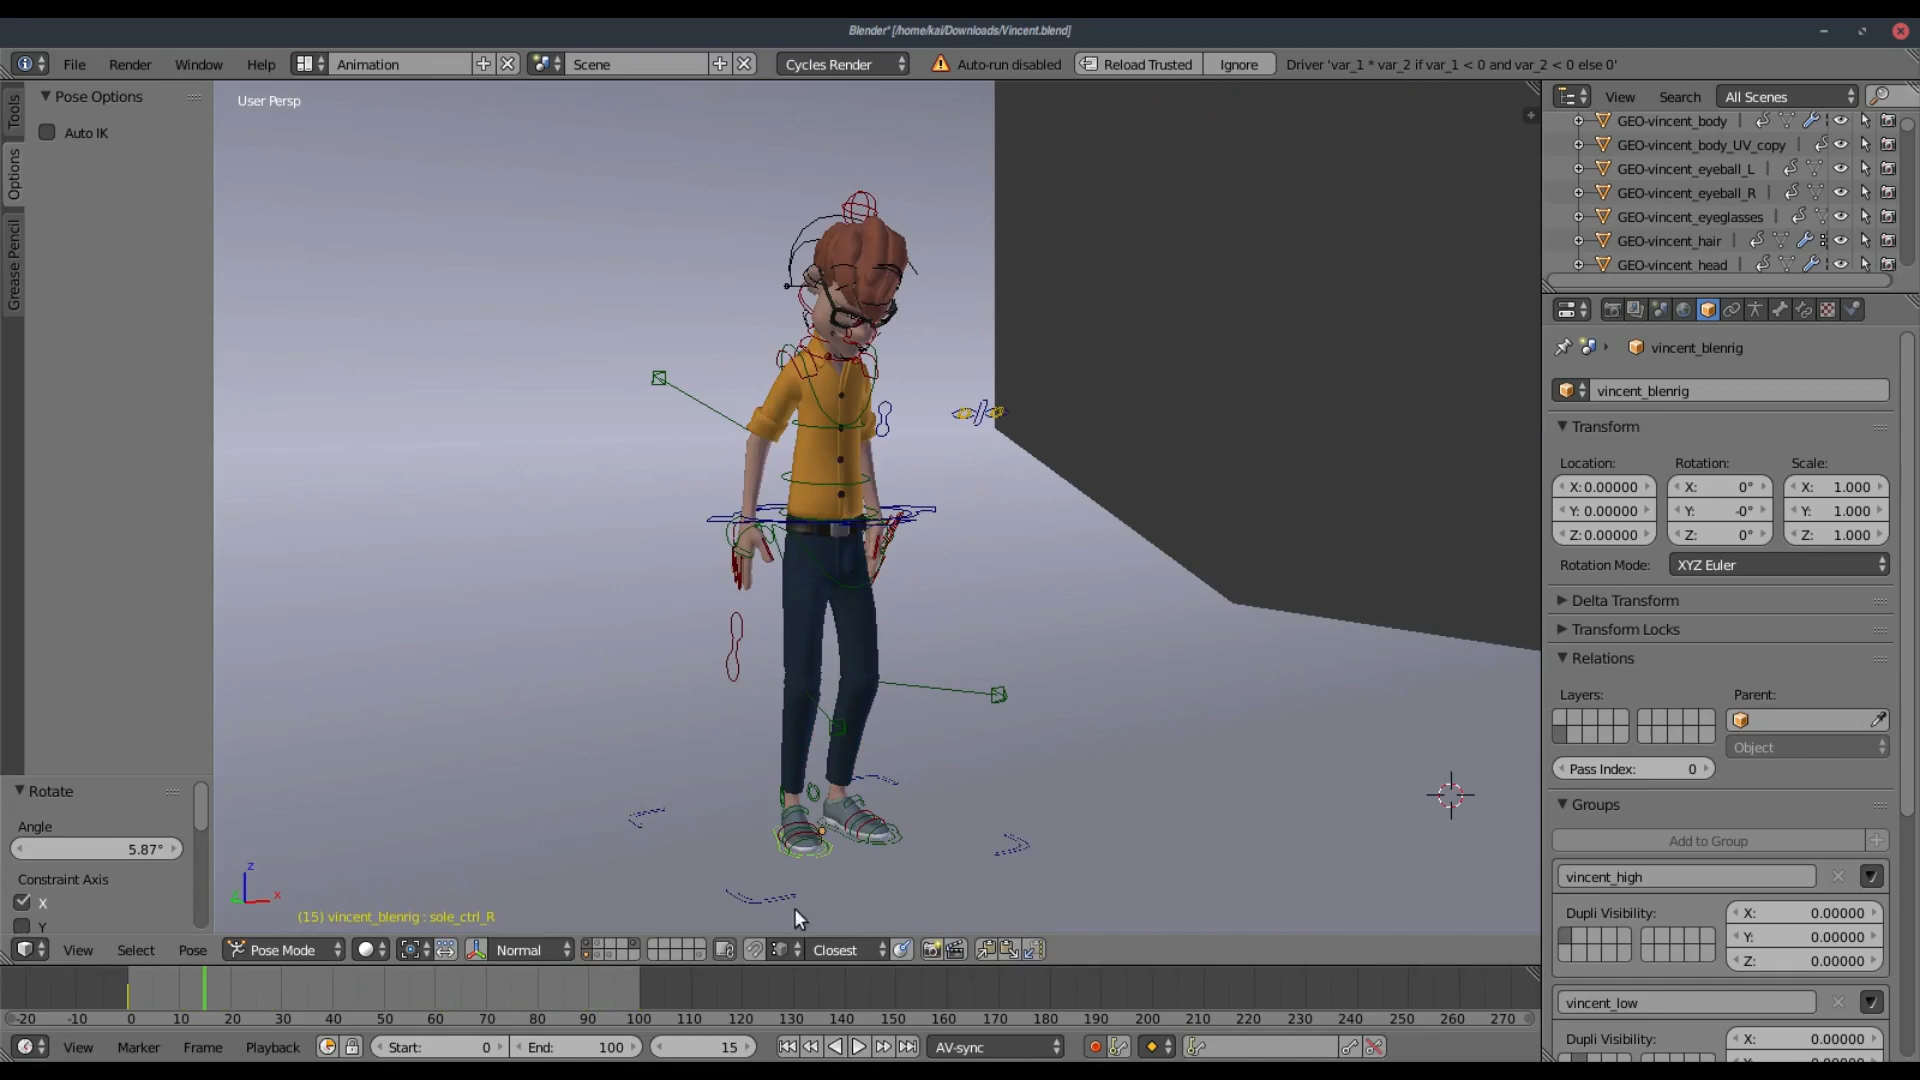 Blender* [/home/kai/Downloads/Vincent.blend]
File Render Window Help Animation Scene Cycles Render Auto-run disabled Reload Trusted Ignore Driver 'var_1 * var_2 if var_1 < 0 and var_2 < 0 else 0'
Tools
Options
Grease Pencil
Pose Options
Auto IK
User Persp
View Search All Scenes
GEO-vincent_body
GEO-vincent_body_UV_copy
GEO-vincent_eyeball_L
GEO-vincent_eyeball_R
GEO-vincent_eyeglasses
GEO-vincent_hair
GEO-vincent_head
vincent_blenrig
vincent_blenrig
Transform
Location: Rotation: Scale:
X: 0.00000 X: 0° X: 1.000
Y: 0.00000 Y: -0° Y: 1.000
Z: 0.00000 Z: 0° Z: 1.000
Rotation Mode: XYZ Euler
Delta Transform
Transform Locks
Relations
Layers: Parent:
Object
Pass Index: 0
Groups
Add to Group
vincent_high
Dupli Visibility: X: 0.00000
Y: 0.00000
Z: 0.00000
vincent_low
Dupli Visibility: X: 0.00000
Rotate
Angle
5.87°
Constraint Axis
X
Y
z
x
(15) vincent_blenrig : sole_ctrl_R
View Select Pose Pose Mode Normal Closest
-20 -10 0 10 20 30 40 50 60 70 80 90 100 110 120 130 140 150 160 170 180 190 200 210 220 230 240 250 260 270
View Marker Frame Playback Start: 0 End: 100 15 AV-sync